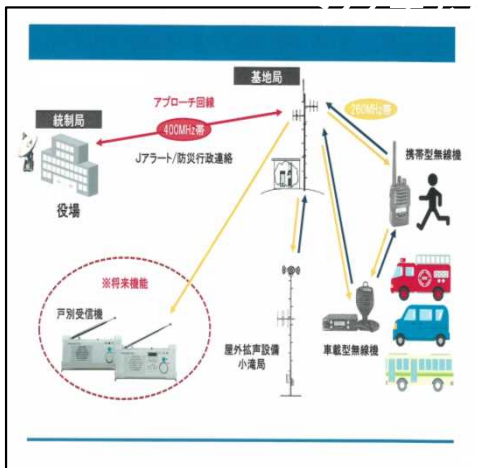 基地局
アプローチ回線
260MHz帯
統制局
400MHz帯
Jアラート/防災行政連絡
携帯型無線機
役場
※将来機能
戸別受信機
屋外拡声設備
小滝局
車載型無線機